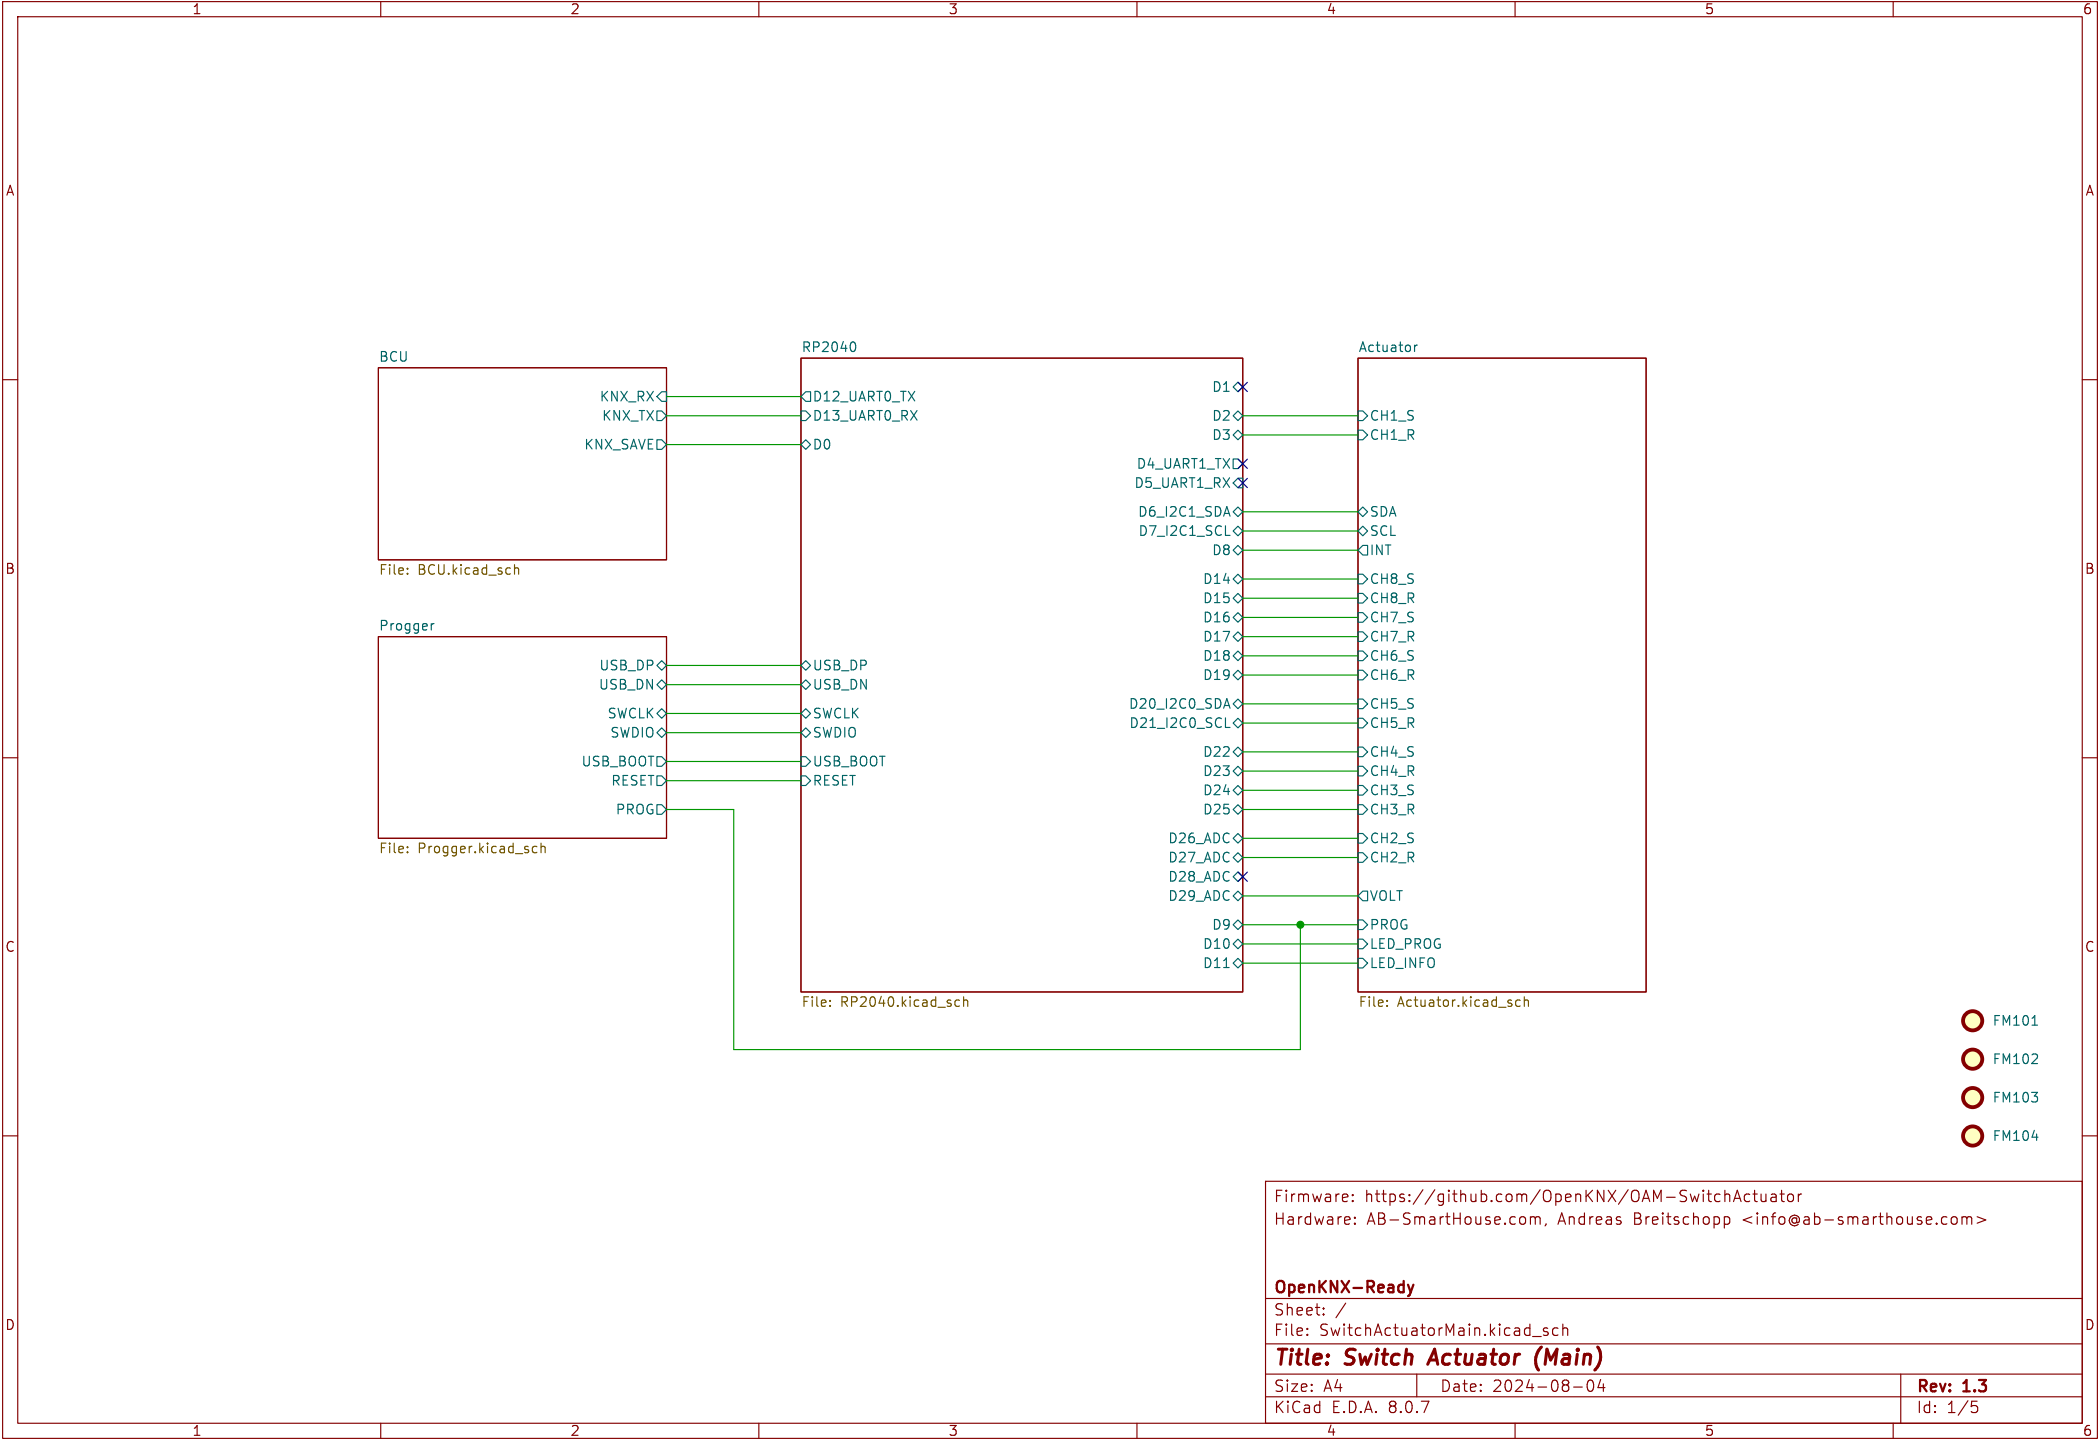 1 2 3 4 5 6
A A
B B
C C
D D
BCU
KNX_RX
KNX_TX
KNX_SAVE
File: BCU.kicad_sch
Progger
USB_DP
USB_DN
SWCLK
SWDIO
USB_BOOT
RESET
PROG
File: Progger.kicad_sch
RP2040
D12_UART0_TX
D13_UART0_RX
D0
USB_DP
USB_DN
SWCLK
SWDIO
USB_BOOT
RESET
D1
D2
D3
D4_UART1_TX
D5_UART1_RX
D6_I2C1_SDA
D7_I2C1_SCL
D8
D14
D15
D16
D17
D18
D19
D20_I2C0_SDA
D21_I2C0_SCL
D22
D23
D24
D25
D26_ADC
D27_ADC
D28_ADC
D29_ADC
D9
D10
D11
File: RP2040.kicad_sch
Actuator
CH1_S
CH1_R
SDA
SCL
INT
CH8_S
CH8_R
CH7_S
CH7_R
CH6_S
CH6_R
CH5_S
CH5_R
CH4_S
CH4_R
CH3_S
CH3_R
CH2_S
CH2_R
VOLT
PROG
LED_PROG
LED_INFO
File: Actuator.kicad_sch
FM101
FM102
FM103
FM104
Firmware: https://github.com/OpenKNX/OAM-SwitchActuator
Hardware: AB-SmartHouse.com, Andreas Breitschopp <info@ab-smarthouse.com>
OpenKNX-Ready
Sheet: /
File: SwitchActuatorMain.kicad_sch
Title: Switch Actuator (Main)
Size: A4 Date: 2024-08-04 Rev: 1.3
KiCad E.D.A. 8.0.7 Id: 1/5
1 2 3 4 5 6